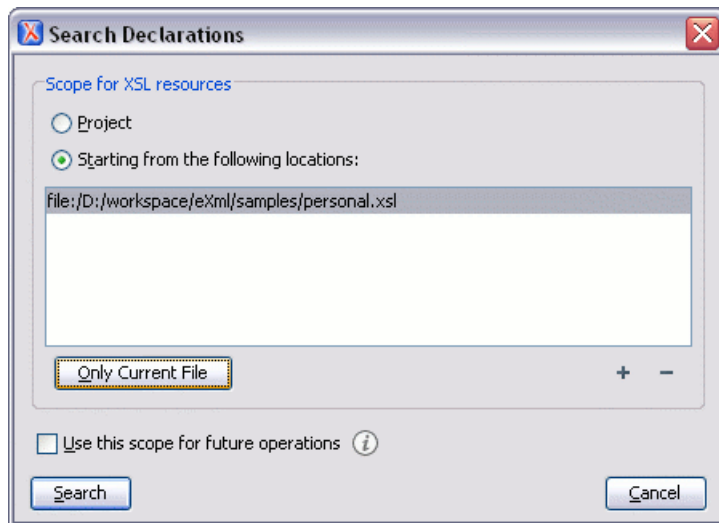 Search Declarations
Scope for XSL resources
Project
Starting from the following locations:
file:/D:/workspace/eXml/samples/personal.xsl
Only Current File
+ −
Use this scope for future operations i
Search Cancel